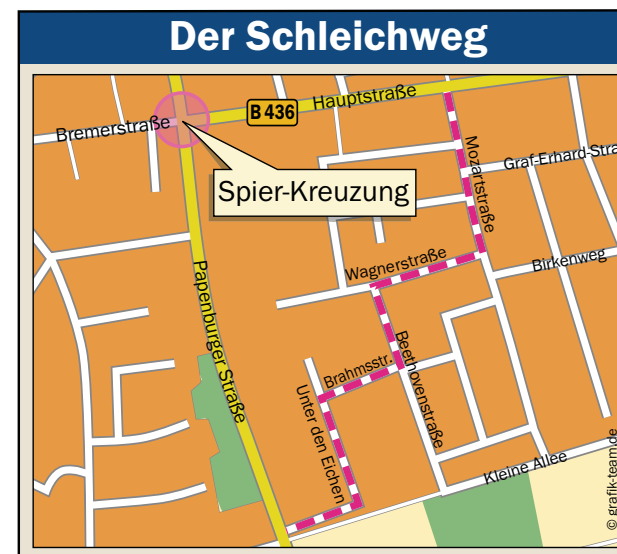 Der Schleichweg
Hauptstraße
B 436
Bremerstraße
Spier-Kreuzung
Mozartstraße
Graf-Erhard-Stra
Wagnerstraße
Birkenweg
Papenburger Straße
Brahmsstr.
Beethovenstraße
Unter den Eichen
Kleine Allee
© grafik-team.de